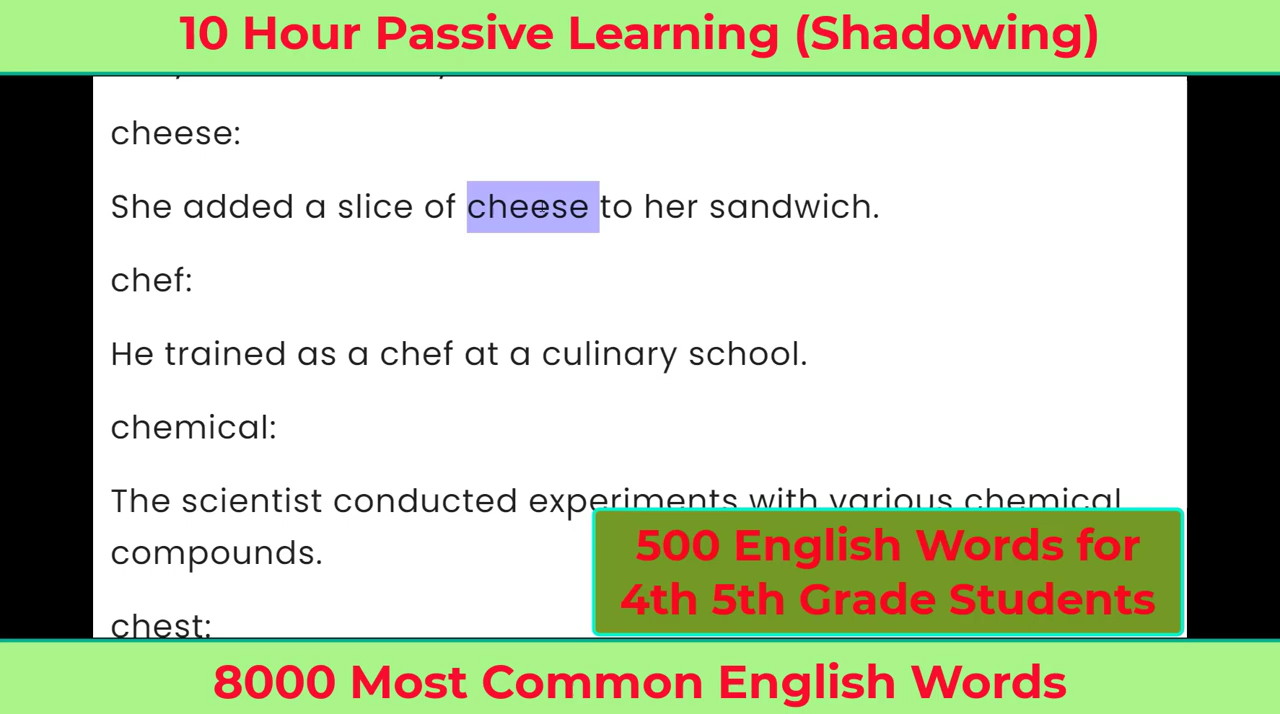 10 Hour Passive Learning (Shadowing)
cheese:
She added a slice of cheese to her sandwich.
chef:
He trained as a chef at a culinary school.
chemical:
The scientist conducted experiments with various chemical
compounds.
500 English Words for
4th 5th Grade Students
chest:
8000 Most Common English Words